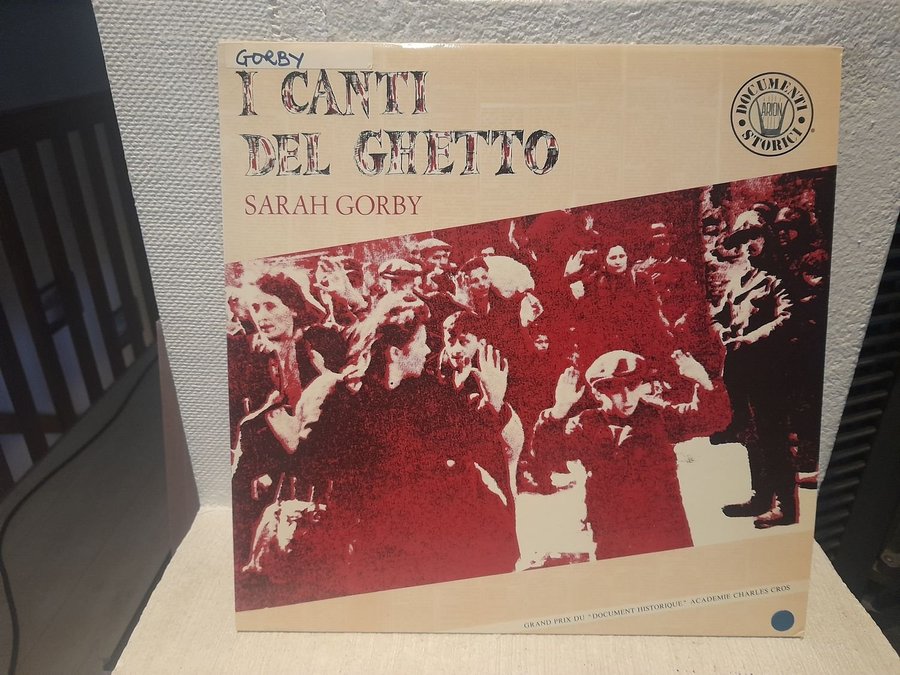 GORBY
I CANTI
DEL GHETTO
SARAH GORBY
DOCUMENTI
ARION
STORICI
GRAND PRIX DU "DOCUMENT HISTORIQUE" ACADEMIE CHARLES CROS